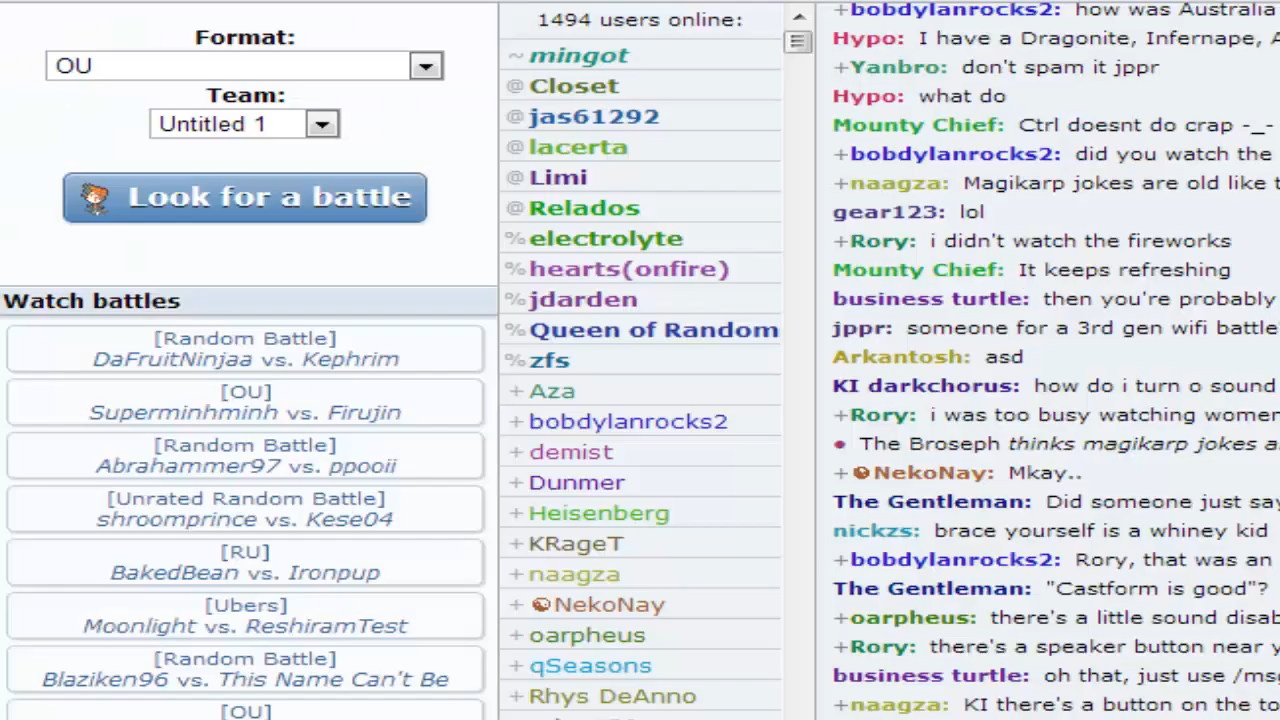 Format:
OU
Team:
Untitled 1
Look for a battle
Watch battles
[Random Battle]
DaFruitNinjaa vs. Kephrim
[OU]
Superminhminh vs. Firujin
[Random Battle]
Abrahammer97 vs. ppooii
[Unrated Random Battle]
shroomprince vs. Kese04
[RU]
BakedBean vs. Ironpup
[Ubers]
Moonlight vs. ReshiramTest
[Random Battle]
Blaziken96 vs. This Name Can't Be
[OU]
1494 users online:
~mingot
@Closet
@jas61292
@lacerta
@Limi
@Relados
%electrolyte
%hearts(onfire)
%jdarden
%Queen of Random
%zfs
+Aza
+bobdylanrocks2
+demist
+Dunmer
+Heisenberg
+KRageT
+naagza
+NekoNay
+oarpheus
+qSeasons
+Rhys DeAnno
+bobdylanrocks2: how was Australia
Hypo: I have a Dragonite, Infernape, A
+Yanbro: don't spam it jppr
Hypo: what do
Mounty Chief: Ctrl doesnt do crap -_-
+bobdylanrocks2: did you watch the
+naagza: Magikarp jokes are old like t
gear123: lol
+Rory: i didn't watch the fireworks
Mounty Chief: It keeps refreshing
business turtle: then you're probably
jppr: someone for a 3rd gen wifi battle
Arkantosh: asd
KI darkchorus: how do i turn o sound
+Rory: i was too busy watching women
• The Broseph thinks magikarp jokes a
+NekoNay: Mkay..
The Gentleman: Did someone just say
nickzs: brace yourself is a whiney kid
+bobdylanrocks2: Rory, that was an
The Gentleman: "Castform is good"?
+oarpheus: there's a little sound disab
+Rory: there's a speaker button near y
business turtle: oh that, just use /msg
+naagza: KI there's a button on the to